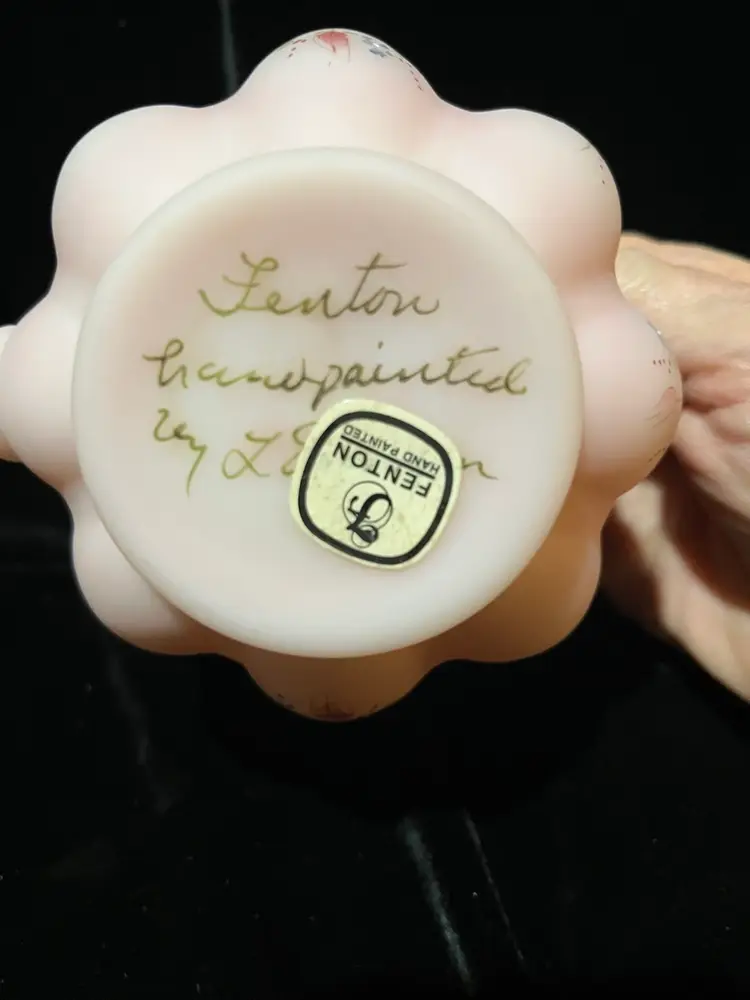 Fenton
handpainted
by L
FENTON
HAND PAINTED